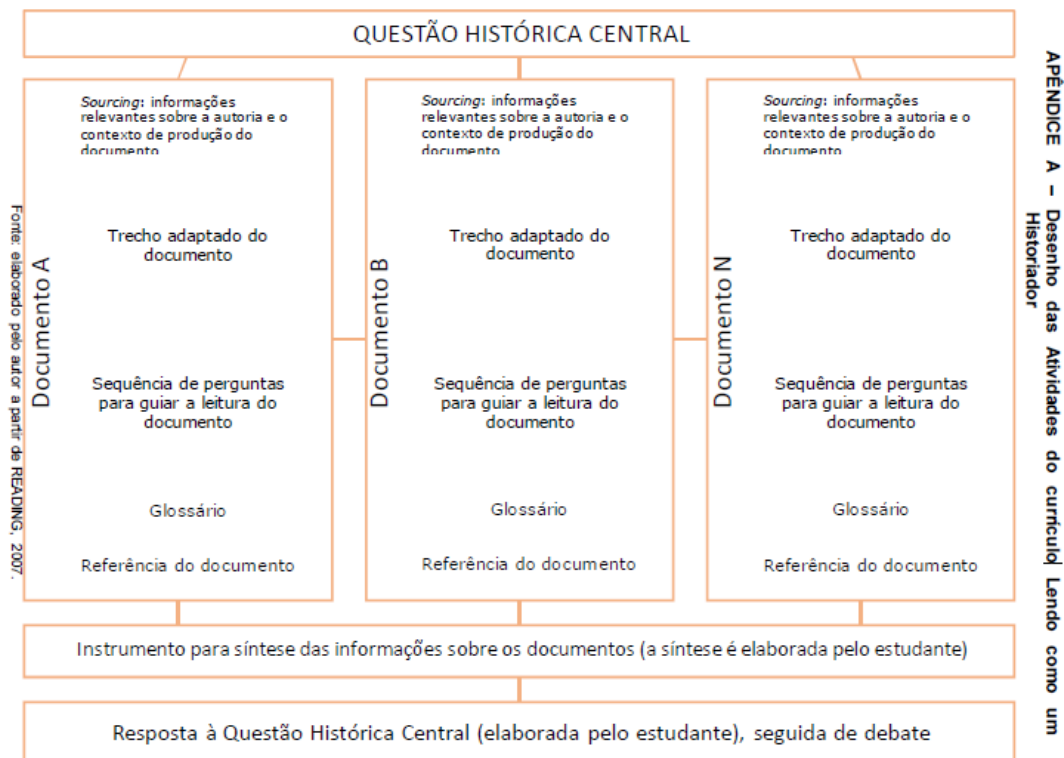 APÊNDICE A – Desenho das Atividades do currículo Lendo como um
Historiador
QUESTÃO HISTÓRICA CENTRAL
Documento A
Sourcing: informações
relevantes sobre a autoria e o
contexto de produção do
documento
Trecho adaptado do
documento
Sequência de perguntas
para guiar a leitura do
documento
Glossário
Referência do documento
Documento B
Sourcing: informações
relevantes sobre a autoria e o
contexto de produção do
documento
Trecho adaptado do
documento
Sequência de perguntas
para guiar a leitura do
documento
Glossário
Referência do documento
Documento N
Sourcing: informações
relevantes sobre a autoria e o
contexto de produção do
documento
Trecho adaptado do
documento
Sequência de perguntas
para guiar a leitura do
documento
Glossário
Referência do documento
Instrumento para síntese das informações sobre os documentos (a síntese é elaborada pelo estudante)
Resposta à Questão Histórica Central (elaborada pelo estudante), seguida de debate
Fonte: elaborado pelo autor a partir de READING, 2007.